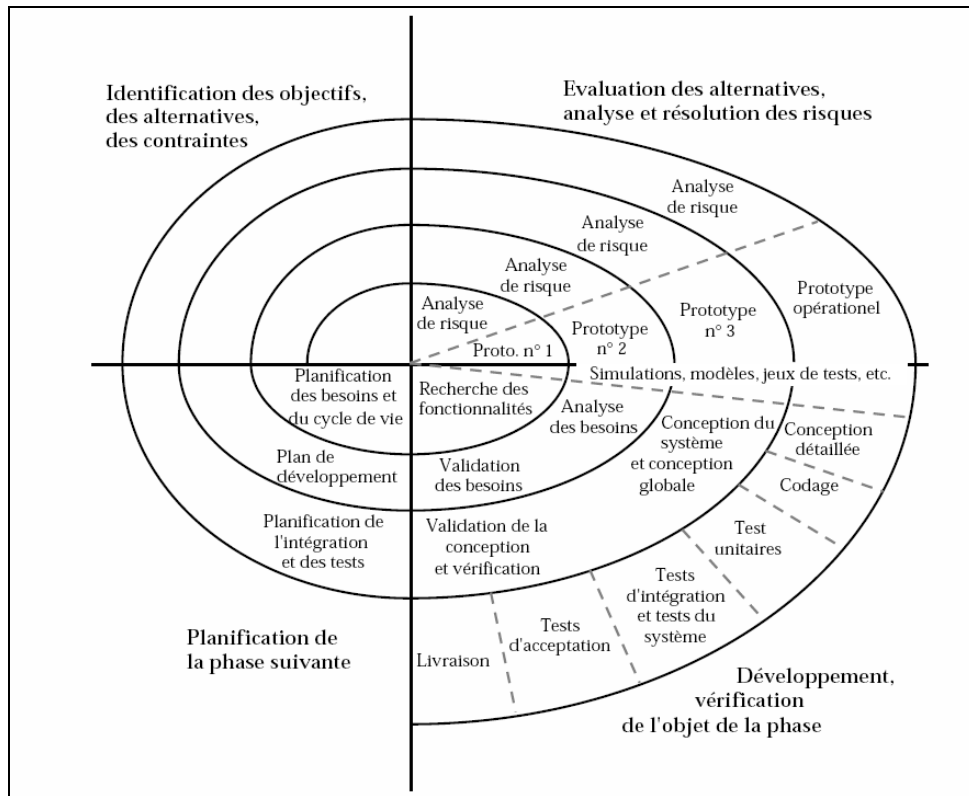 Identification des objectifs,
des alternatives,
des contraintes
Evaluation des alternatives,
analyse et résolution des risques
Analyse
de risque
Analyse
de risque
Analyse
de risque
Analyse
de risque
Proto. n° 1
Prototype
n° 2
Prototype
n° 3
Prototype
opérationel
Simulations, modèles, jeux de tests, etc.
Planification
des besoins et
du cycle de vie
Recherche des
fonctionnalités
Analyse
des besoins
Conception du
système
et conception
globale
Conception
détaillée
Codage
Plan de
développement
Validation
des besoins
Planification de
l'intégration
et des tests
Validation de la
conception
et vérification
Test
unitaires
Tests
d'intégration
et tests du
système
Tests
d'acceptation
Livraison
Planification de
la phase suivante
Développement,
vérification
de l'objet de la phase